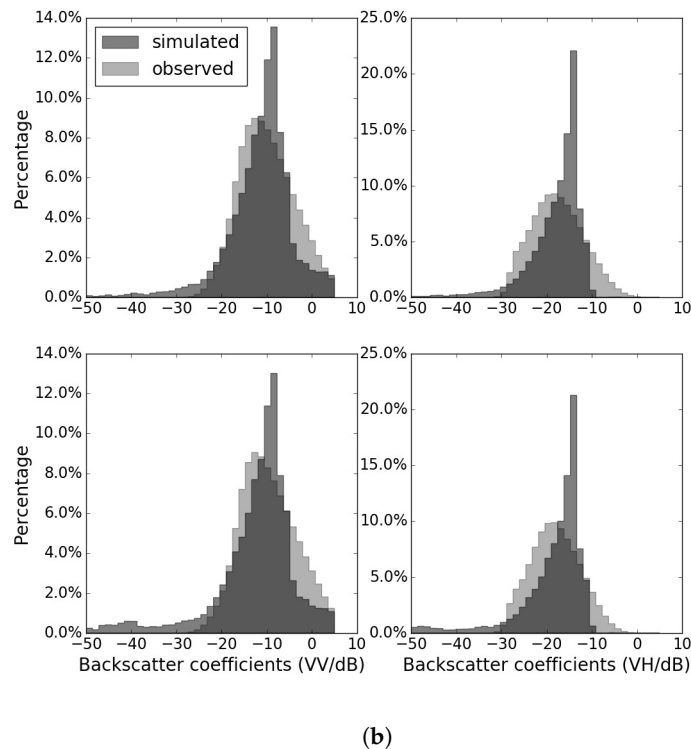 14.0%
12.0%
10.0%
8.0%
6.0%
4.0%
2.0%
0.0%
Percentage
simulated
observed
−50 −40 −30 −20 −10 0 10
25.0%
20.0%
15.0%
10.0%
5.0%
0.0%
−50 −40 −30 −20 −10 0 10
14.0%
12.0%
10.0%
8.0%
6.0%
4.0%
2.0%
0.0%
Percentage
−50 −40 −30 −20 −10 0 10
Backscatter coefficients (VV/dB)
25.0%
20.0%
15.0%
10.0%
5.0%
0.0%
−50 −40 −30 −20 −10 0 10
Backscatter coefficients (VH/dB)
(b)